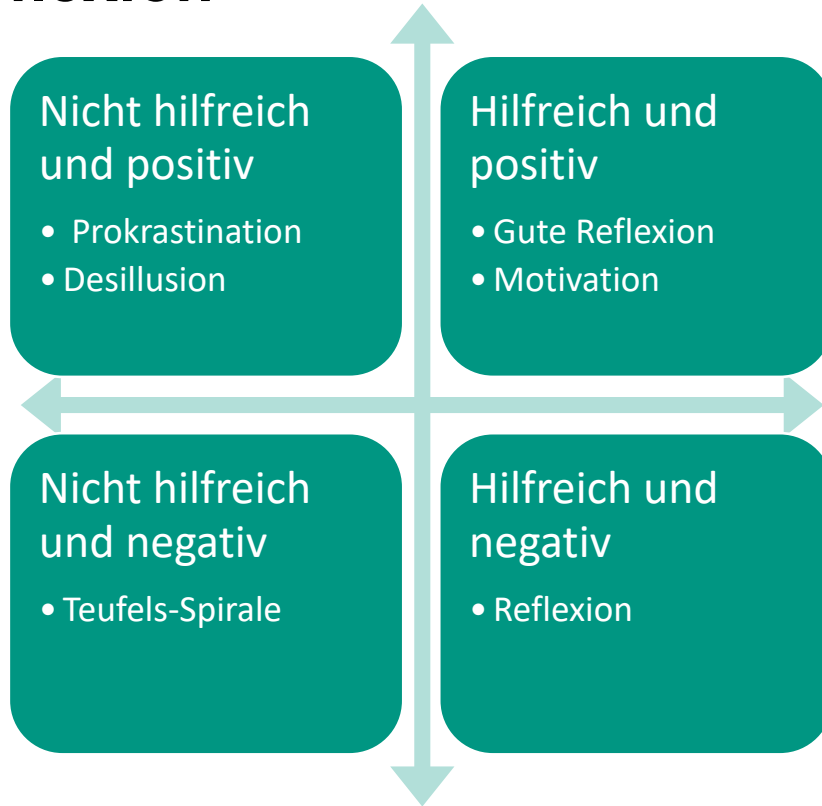 Nicht hilfreich
und positiv
• Prokrastination
• Desillusion
Hilfreich und
positiv
• Gute Reflexion
• Motivation
Nicht hilfreich
und negativ
• Teufels-Spirale
Hilfreich und
negativ
• Reflexion